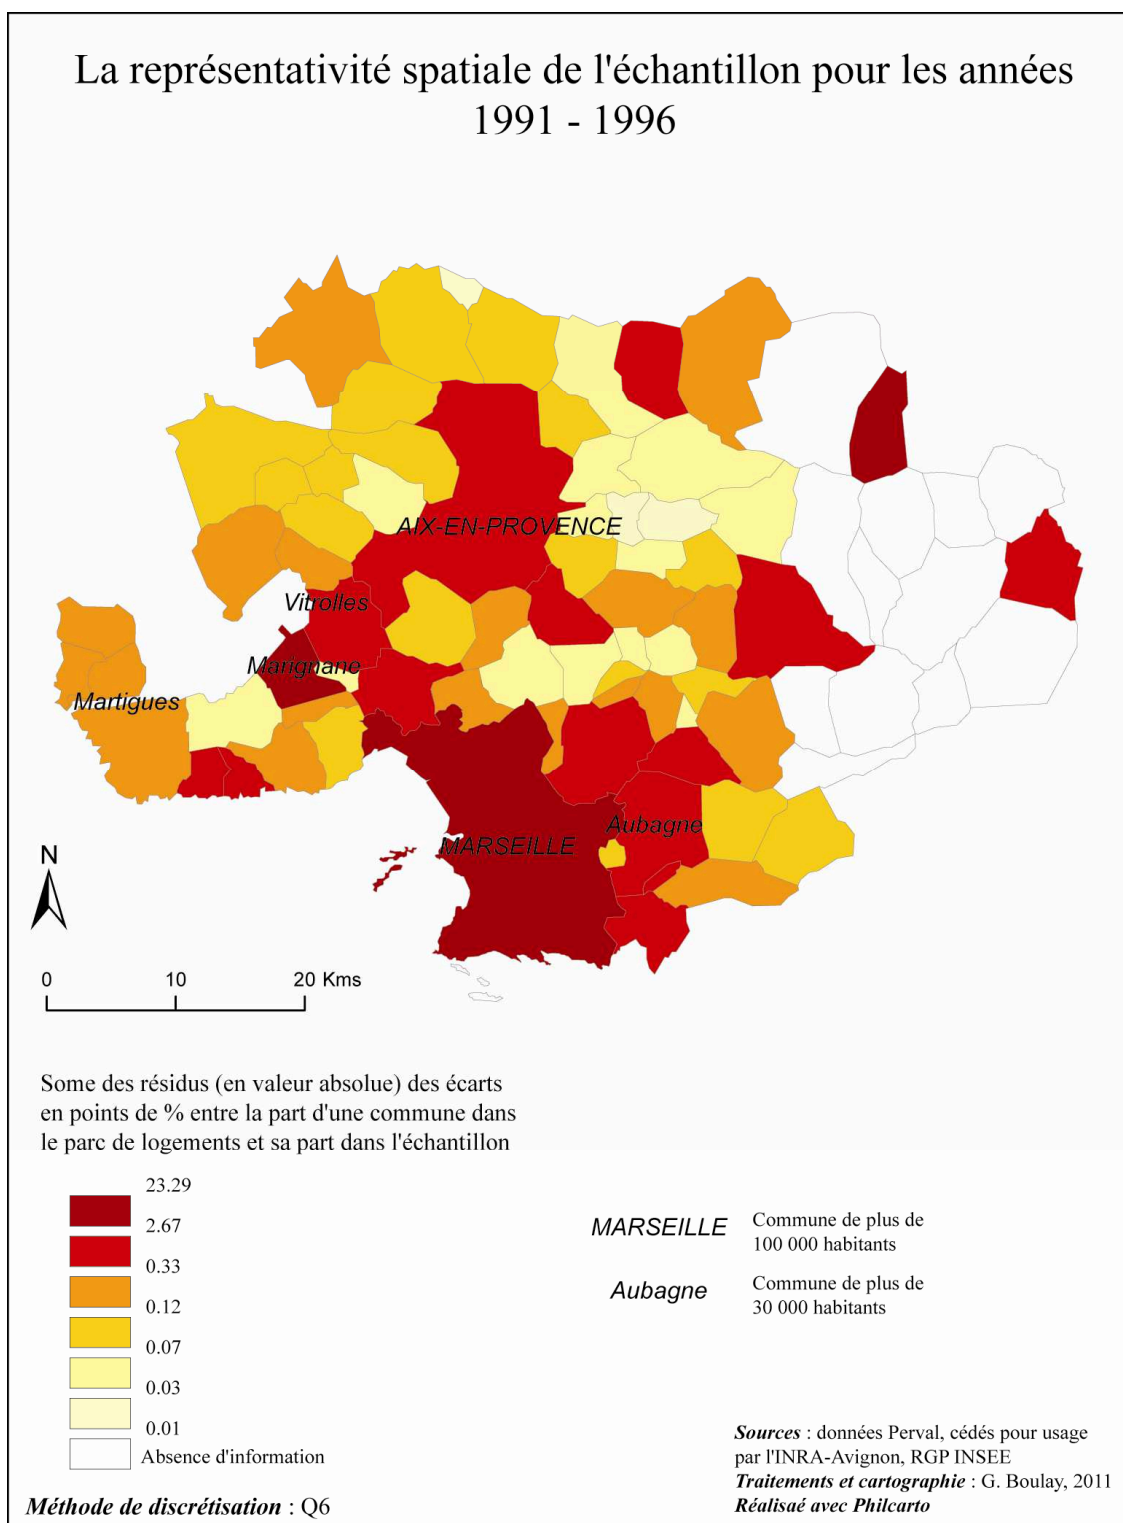 La représentativité spatiale de l'échantillon pour les années
1991 - 1996
AIX-EN-PROVENCE
Vitrolles
Marignane
Martigues
Aubagne
MARSEILLE
N
0 10 20 Kms
Some des résidus (en valeur absolue) des écarts
en points de % entre la part d'une commune dans
le parc de logements et sa part dans l'échantillon
23.29
2.67
0.33
0.12
0.07
0.03
0.01
Absence d'information
Méthode de discrétisation : Q6
MARSEILLE
Commune de plus de
100 000 habitants
Aubagne
Commune de plus de
30 000 habitants
Sources : données Perval, cédés pour usage
par l'INRA-Avignon, RGP INSEE
Traitements et cartographie : G. Boulay, 2011
Réalisaé avec Philcarto